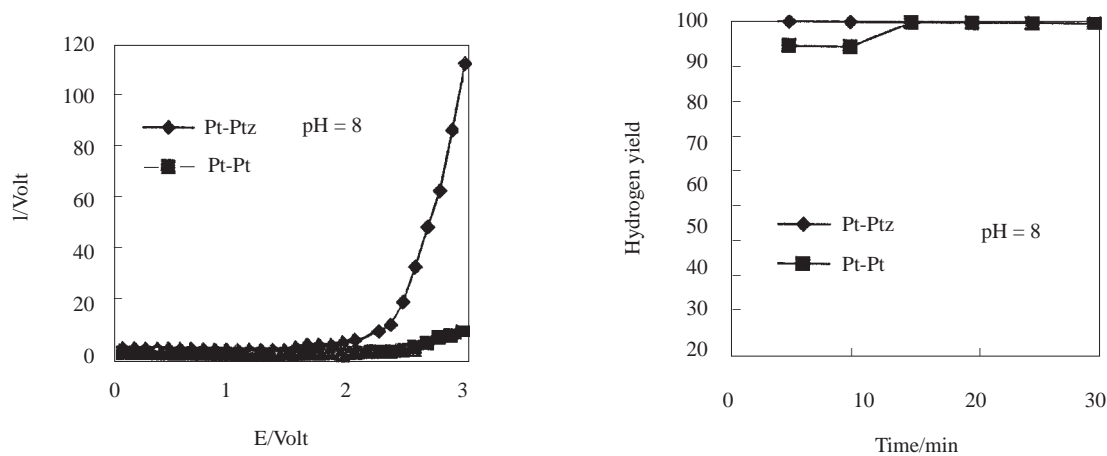 120
100
80
60
40
20
0
l/Volt
Pt-Ptz
Pt-Pt
pH = 8
0 1 2 3
E/Volt
100
90
80
70
60
50
40
30
20
Hydrogen yield
Pt-Ptz
Pt-Pt
pH = 8
0 10 20 30
Time/min